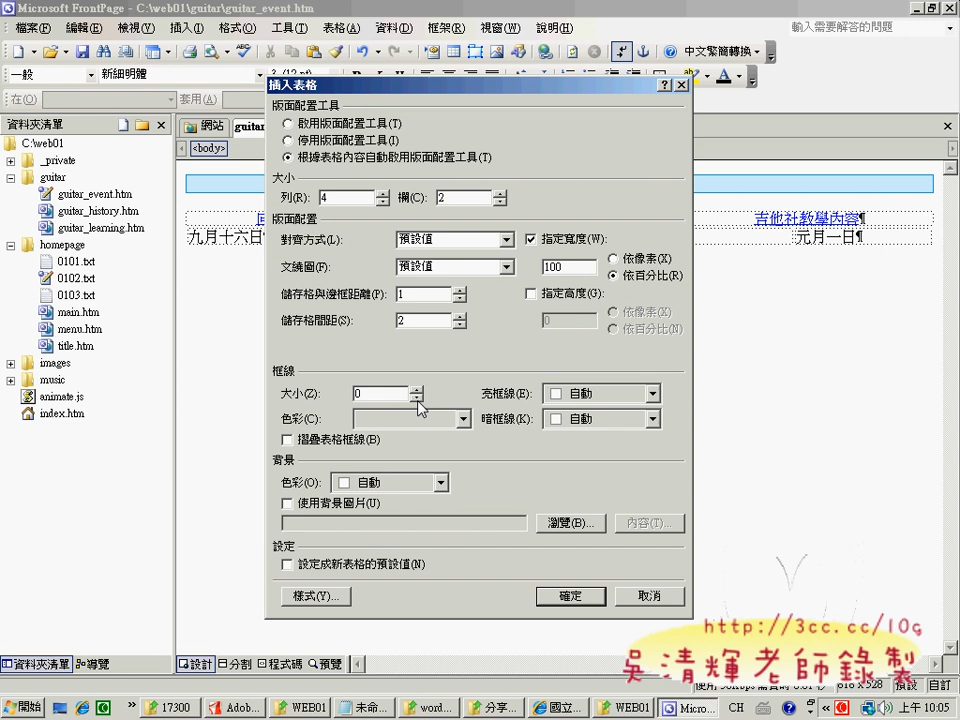 Microsoft FrontPage - C:\web01\guitar\guitar_event.htm
檔案(F) 編輯(E) 檢視(V) 插入(I) 格式(O) 工具(T) 表格(A) 資料(D) 框架(R) 視窗(W) 說明(H) 輸入需要解答的問題
中文繁簡轉換
一般 新細明體 3 (12 pt)
在(O) 套用(A)
資料夾清單 網站 guitar
C:\web01
_private
guitar
guitar_event.htm
guitar_history.htm
guitar_learning.htm
homepage
0101.txt
0102.txt
0103.txt
main.htm
menu.htm
title.htm
images
music
animate.js
index.htm
<body>
吉他社教學內容
九月十六日 元月一日
插入表格
版面配置工具
啟用版面配置工具(T)
停用版面配置工具(I)
根據表格內容自動啟用版面配置工具(T)
大小
列(R): 4 欄(C): 2
版面配置
對齊方式(L): 預設值 指定寬度(W):
文繞圖(F): 預設值 100 依像素(X) 依百分比(R)
儲存格與邊框距離(P): 1 指定高度(G):
儲存格間距(S): 2 0 依像素(X) 依百分比(N)
框線
大小(Z): 0 亮框線(E): 自動
色彩(C): 暗框線(K): 自動
摺疊表格框線(B)
背景
色彩(O): 自動
使用背景圖片(U)
瀏覽(B)... 內容(T)...
設定
設定成新表格的預設值(N)
樣式(Y)... 確定 取消
http://3cc.cc/10g
吳清輝老師錄製
資料夾清單 導覽 設計 分割 程式碼 預覽
618 x 528 預設 自訂
開始 17300 Adob... WEB01 未命... word... 分享... 國立... WEB01 Micro... CH 上午 10:05